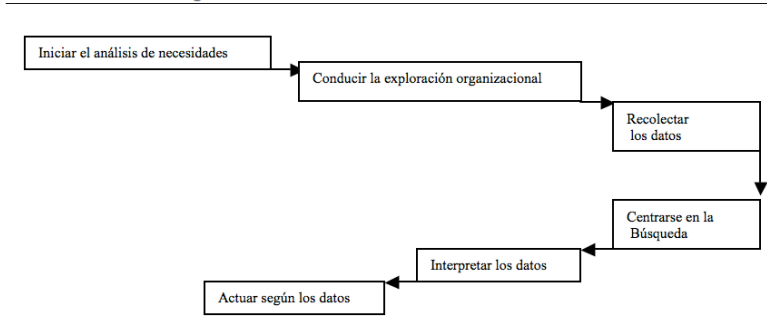 Iniciar el análisis de necesidades
Conducir la exploración organizacional
Recolectar
los datos
Centrarse en la
Búsqueda
Interpretar los datos
Actuar según los datos